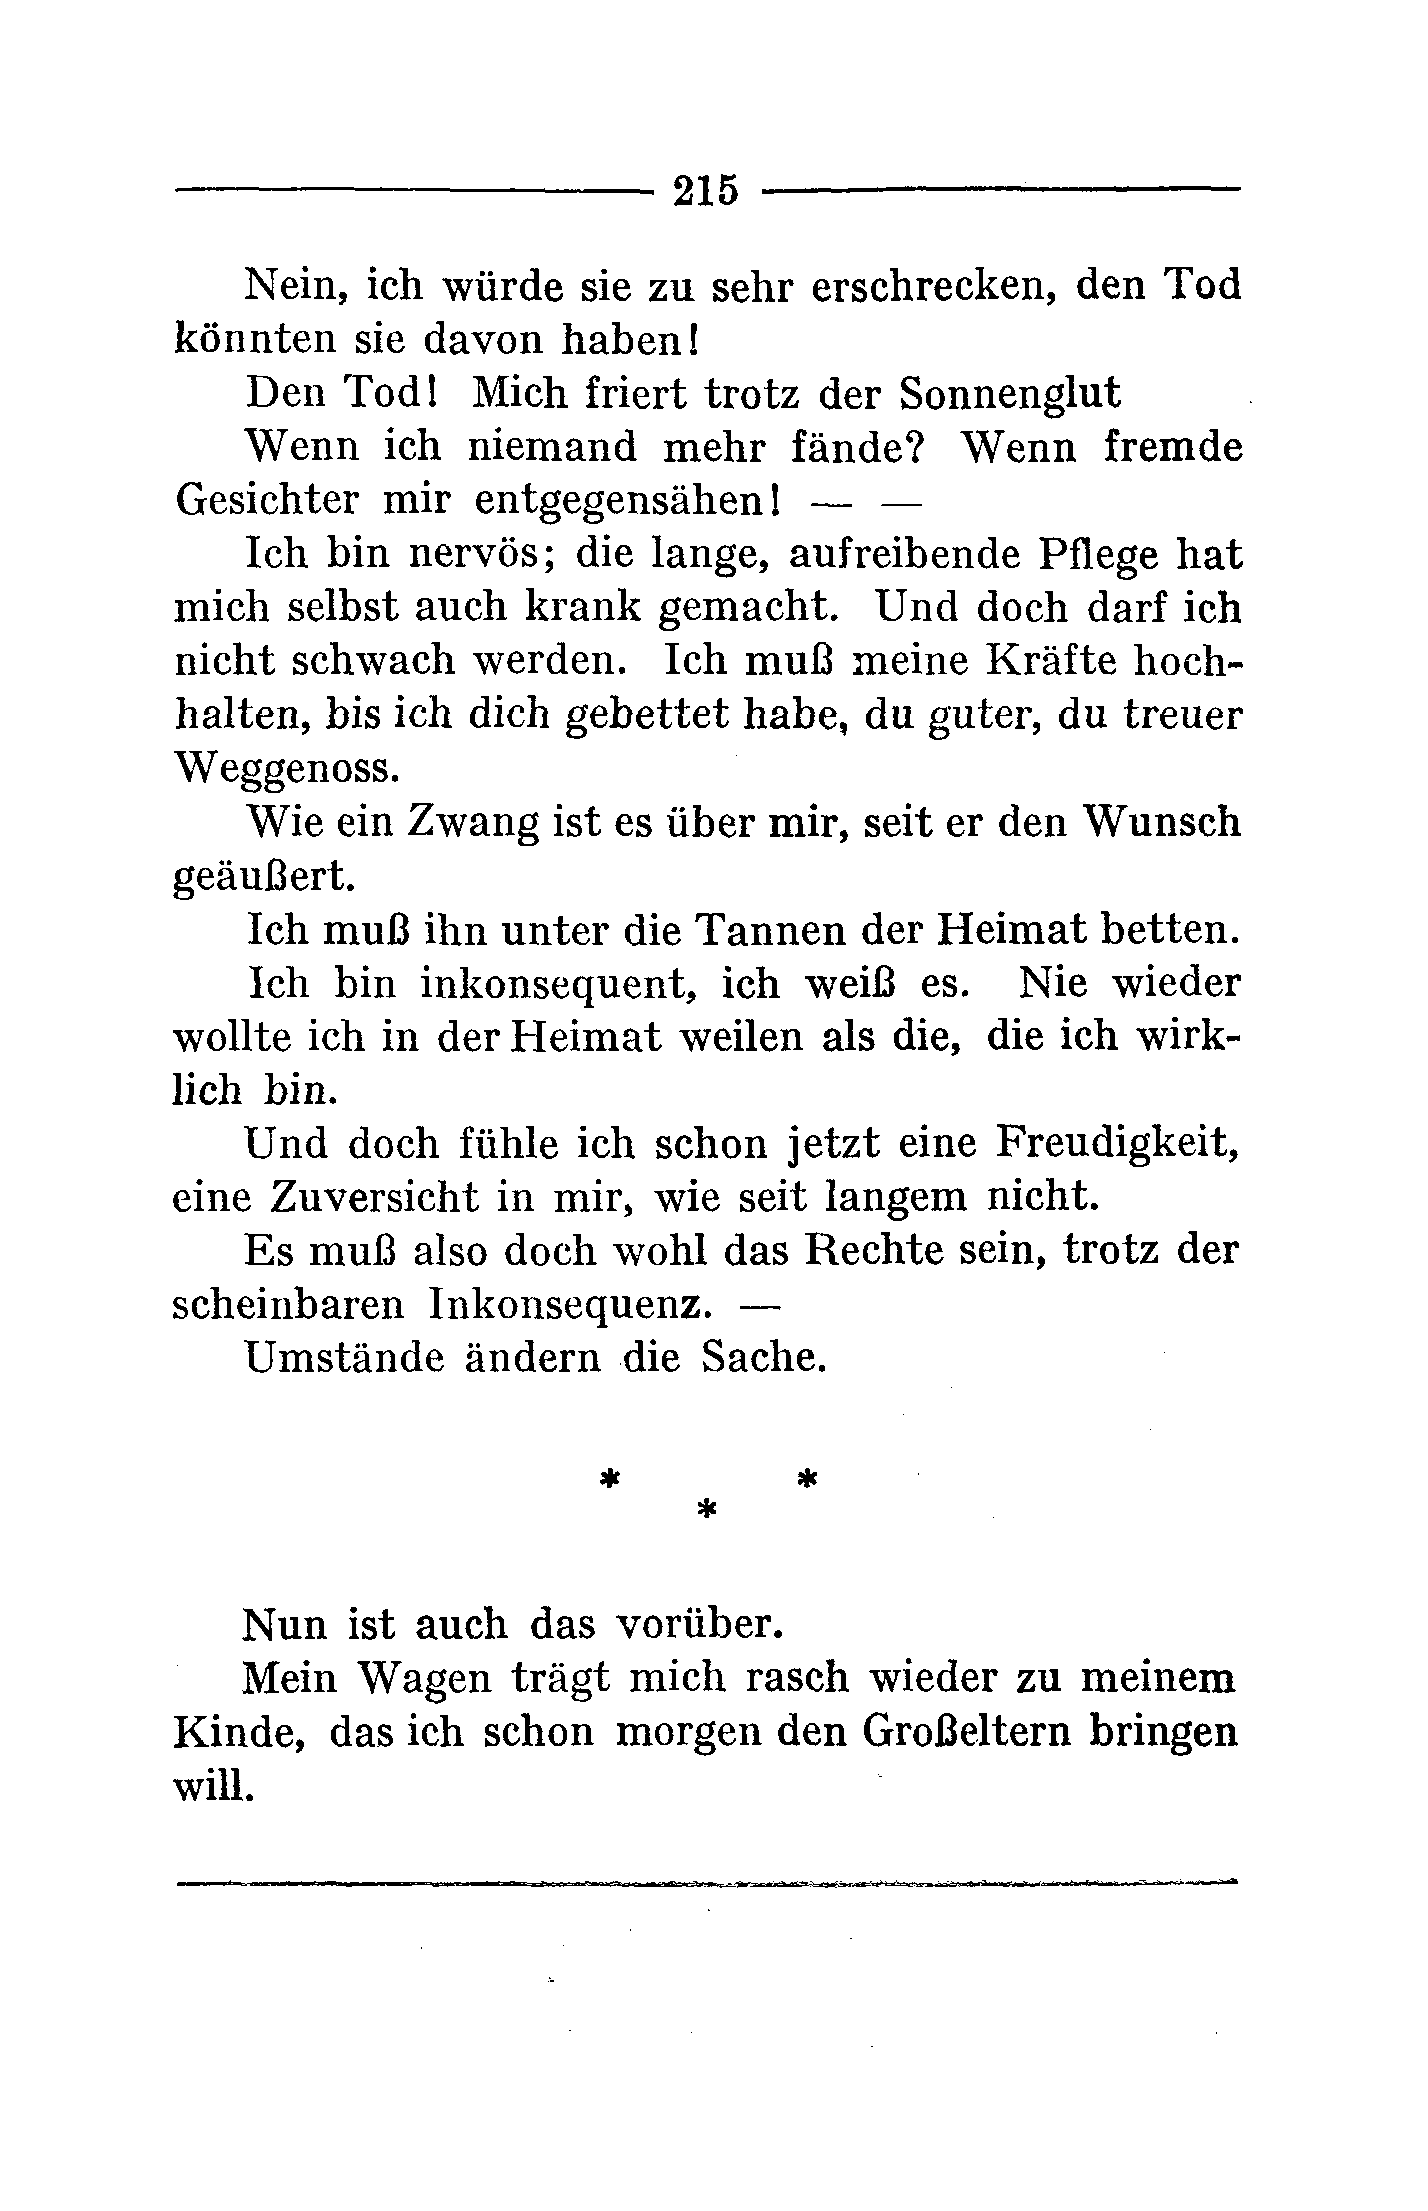 215
Nein, ich würde sie zu sehr erschrecken, den Tod
könnten sie davon haben!
Den Tod! Mich friert trotz der Sonnenglut
Wenn ich niemand mehr fände? Wenn fremde
Gesichter mir entgegensähen! — —
Ich bin nervös; die lange, aufreibende Pflege hat
mich selbst auch krank gemacht. Und doch darf ich
nicht schwach werden. Ich muß meine Kräfte hoch-
halten, bis ich dich gebettet habe, du guter, du treuer
Weggenoss.
Wie ein Zwang ist es über mir, seit er den Wunsch
geäußert.
Ich muß ihn unter die Tannen der Heimat betten.
Ich bin inkonsequent, ich weiß es. Nie wieder
wollte ich in der Heimat weilen als die, die ich wirk-
lich bin.
Und doch fühle ich schon jetzt eine Freudigkeit,
eine Zuversicht in mir, wie seit langem nicht.
Es muß also doch wohl das Rechte sein, trotz der
scheinbaren Inkonsequenz. —
Umstände ändern die Sache.
* *
*
Nun ist auch das vorüber.
Mein Wagen trägt mich rasch wieder zu meinem
Kinde, das ich schon morgen den Großeltern bringen
will.